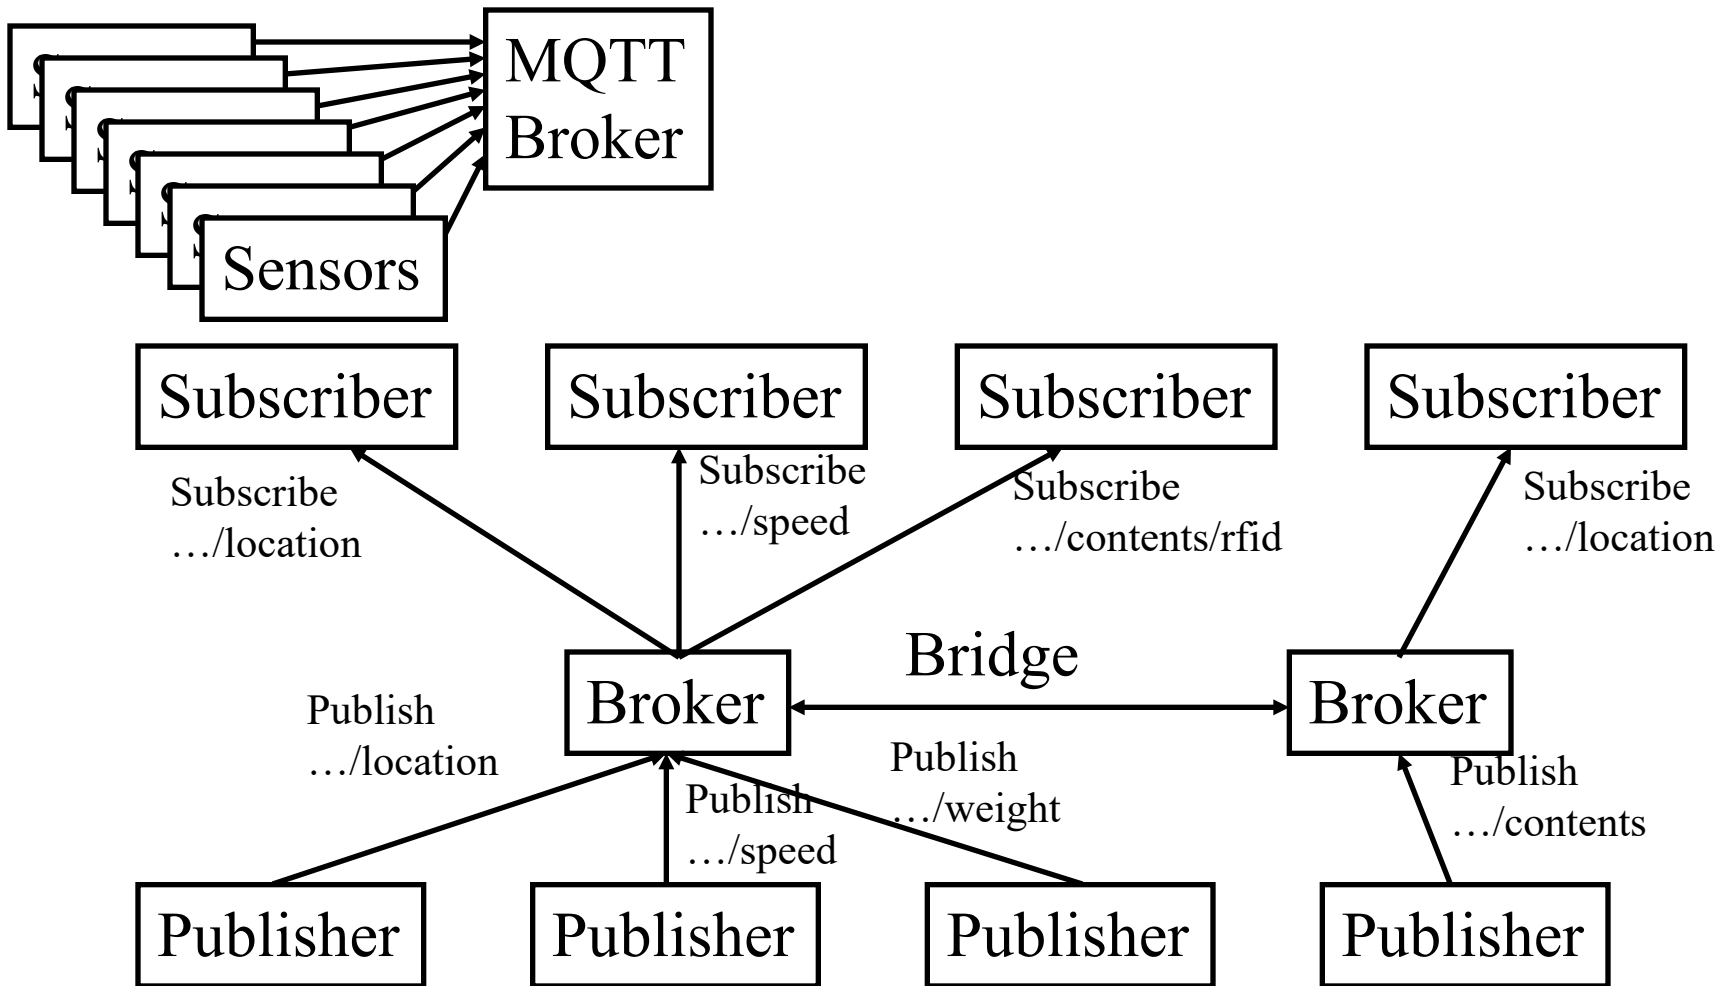 MQTT
Broker
Sensors
Subscriber
Subscriber
Subscriber
Subscriber
Subscribe
…/location
Subscribe
…/speed
Subscribe
…/contents/rfid
Subscribe
…/location
Bridge
Broker
Broker
Publish
…/location
Publish
…/speed
Publish
…/weight
Publish
…/contents
Publisher
Publisher
Publisher
Publisher